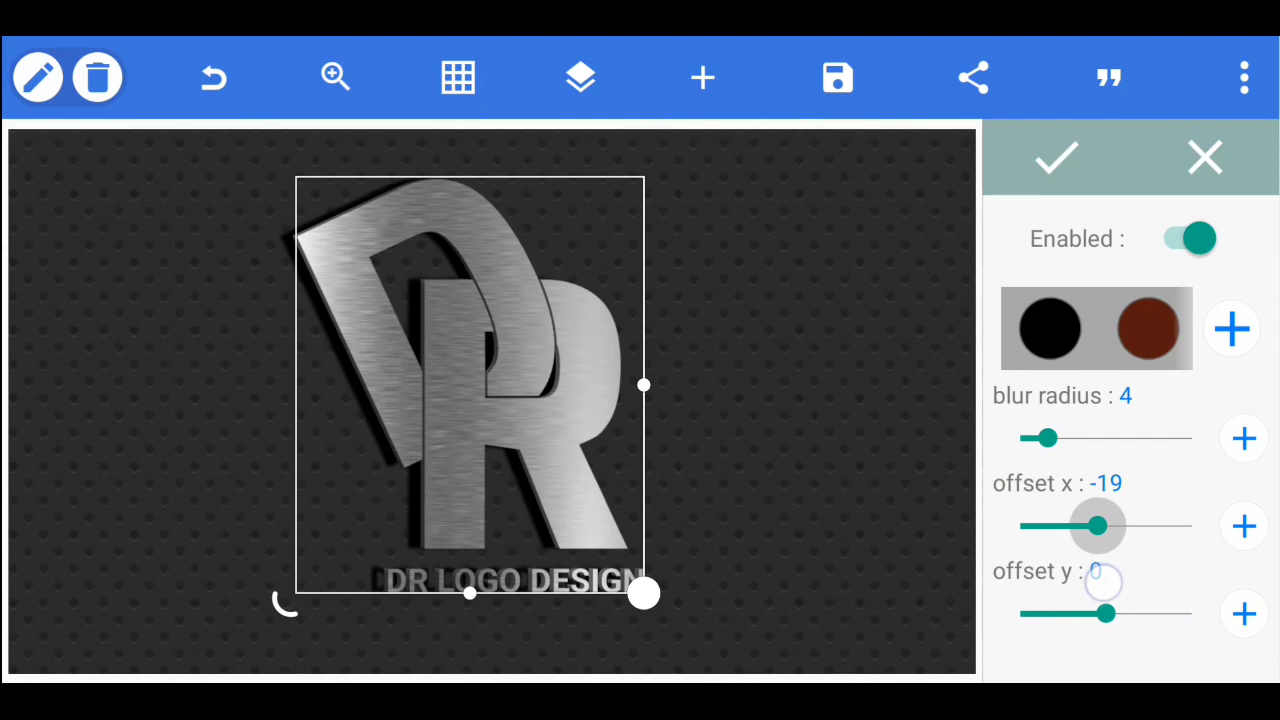 Enabled :
blur radius : 4
offset x : -19
offset y : 0
DR
DR LOGO DESIGN